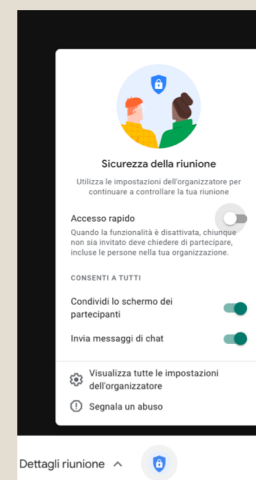 Sicurezza della riunione
Utilizza le impostazioni dell'organizzatore per
continuare a controllare la tua riunione
Accesso rapido
Quando la funzionalità è disattivata, chiunque
non sia invitato deve chiedere di partecipare,
incluse le persone nella tua organizzazione.
CONSENTI A TUTTI
Condividi lo schermo dei
partecipanti
Invia messaggi di chat
Visualizza tutte le impostazioni
dell'organizzatore
Segnala un abuso
Dettagli riunione